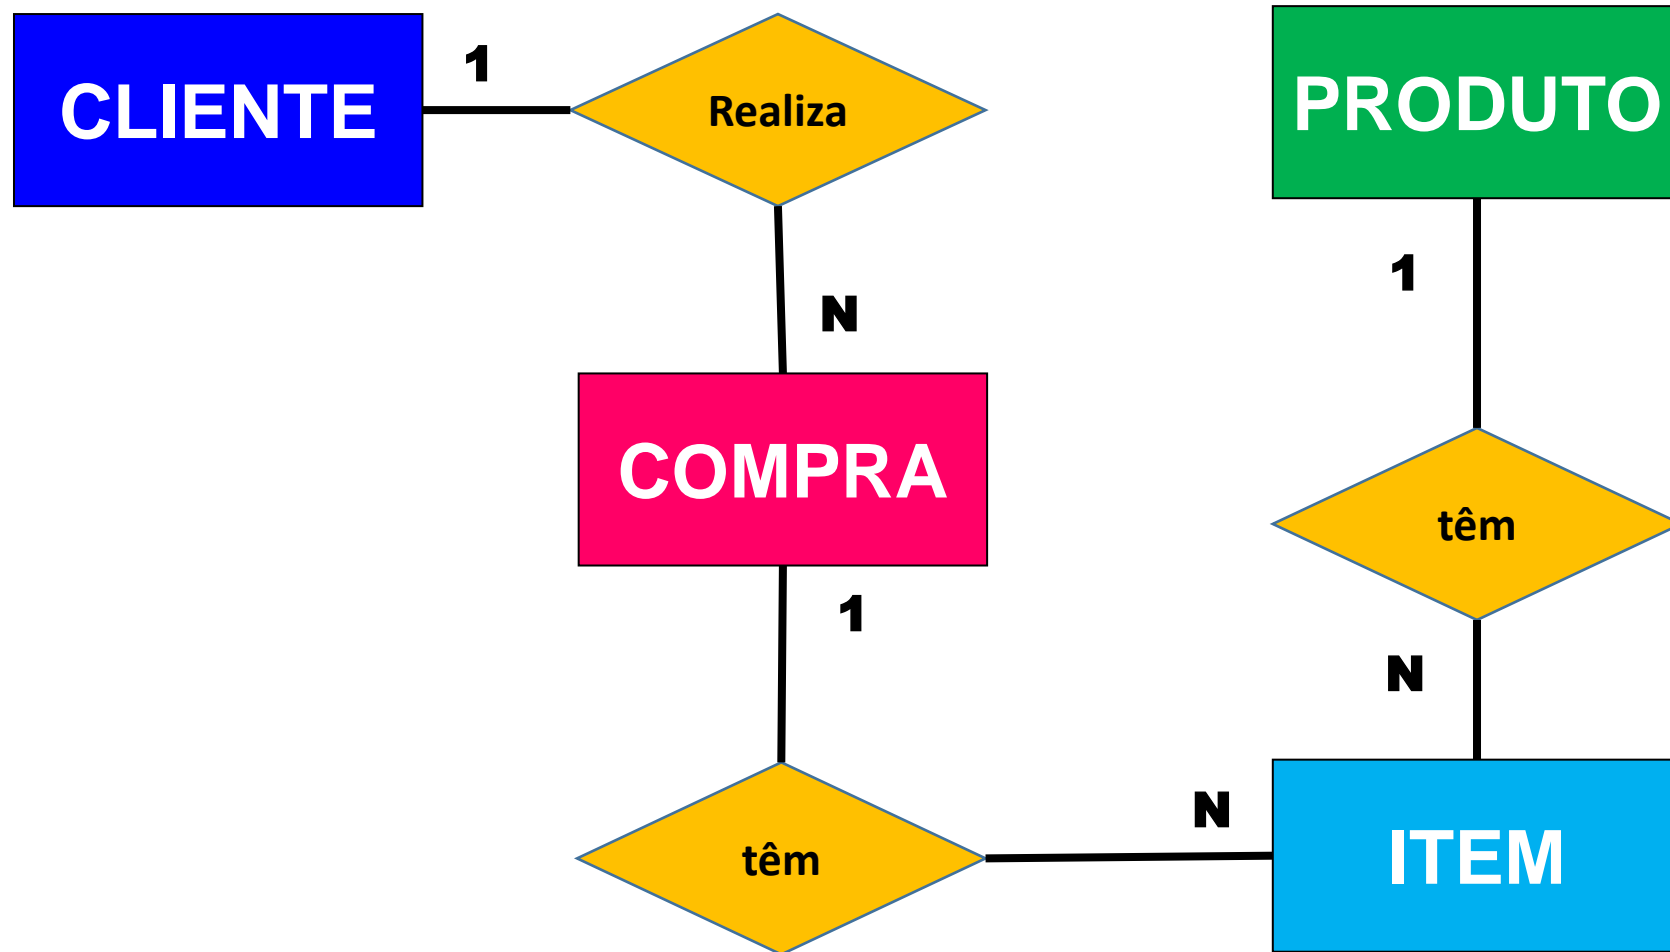 CLIENTE
1
Realiza
PRODUTO
1
N
COMPRA
1
têm
N
N
têm
ITEM